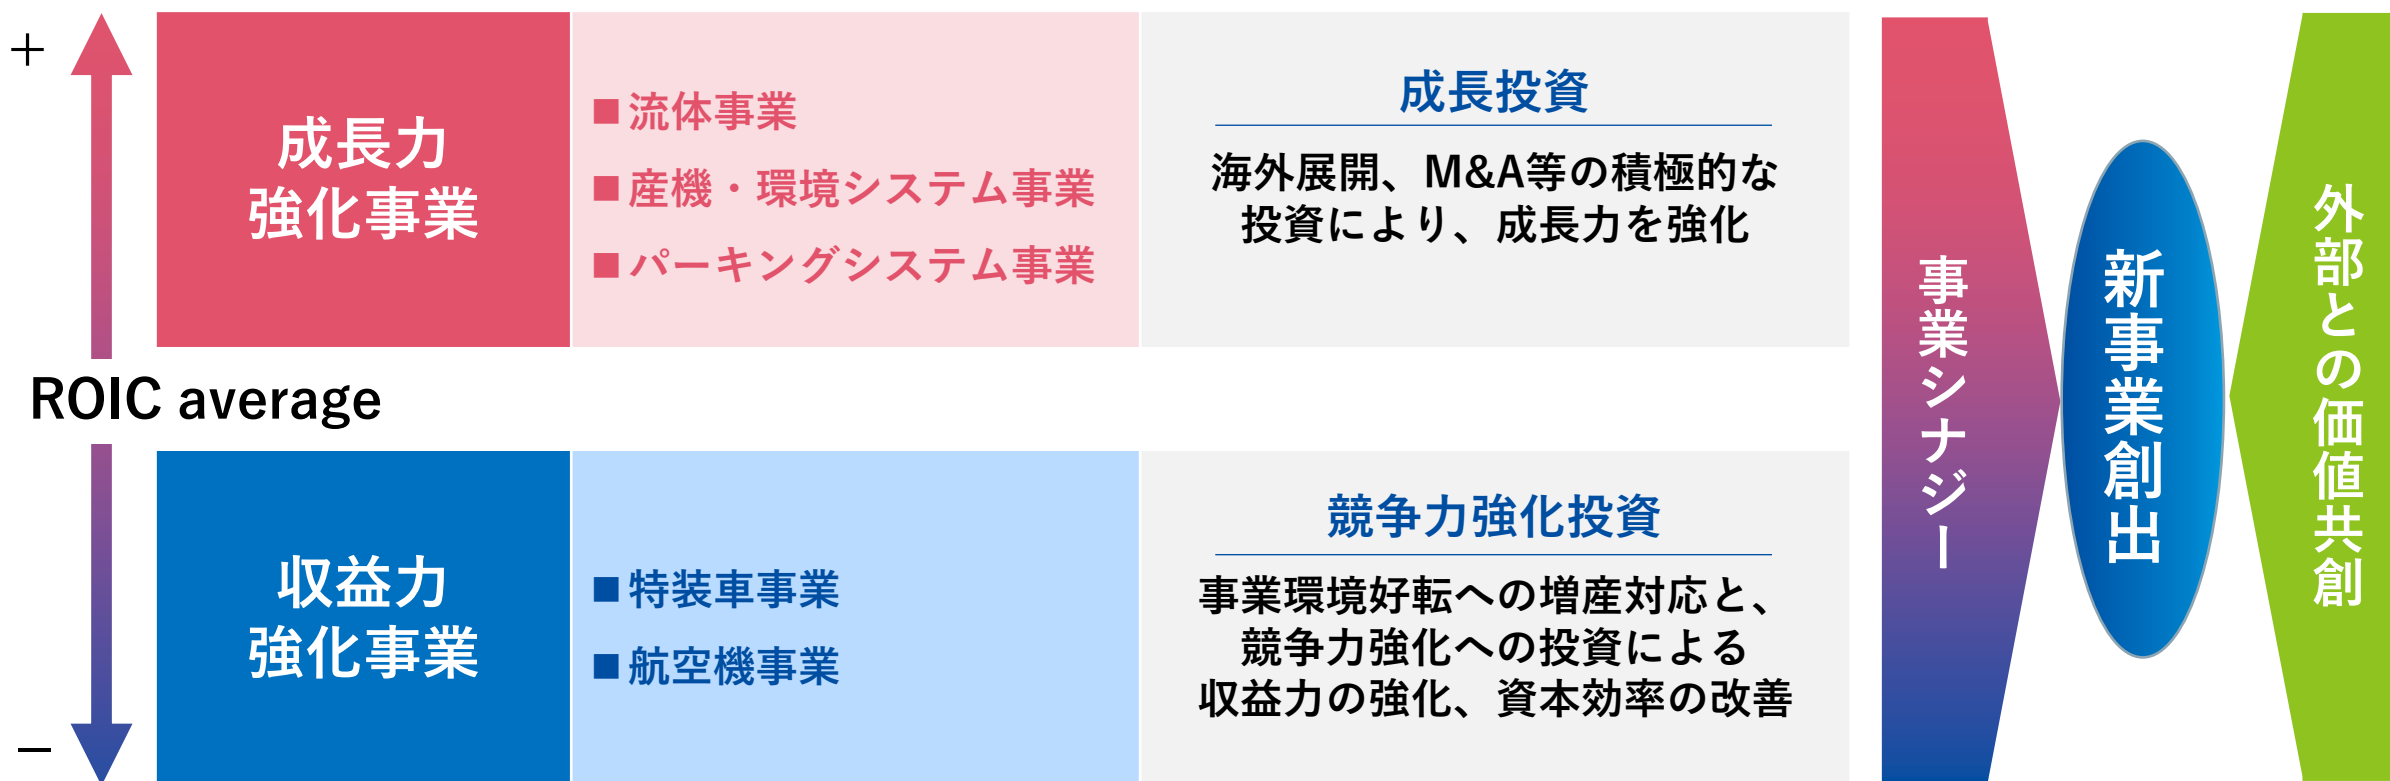 ＋
成長力
強化事業
■流体事業
■産機・環境システム事業
■パーキングシステム事業
成長投資
海外展開、M&A等の積極的な
投資により、成長力を強化
ROIC average
収益力
強化事業
■特装車事業
■航空機事業
競争力強化投資
事業環境好転への増産対応と、
競争力強化への投資による
収益力の強化、資本効率の改善
－
事業シナジー
新事業創出
外部との価値共創